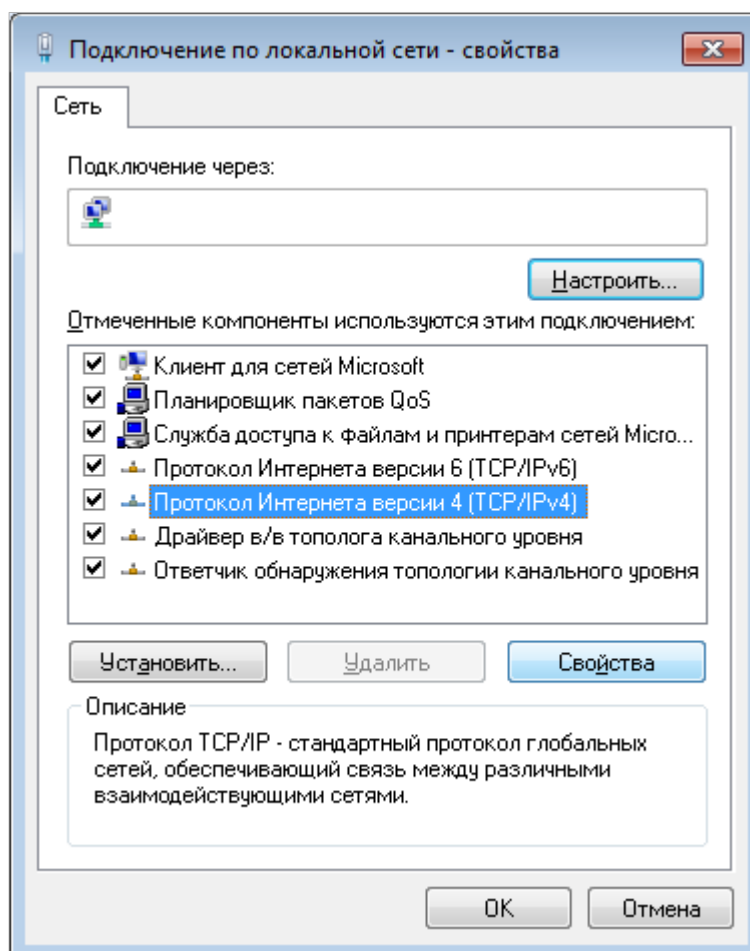 Подключение по локальной сети - свойства
Сеть
Подключение через:
Настроить...
Отмеченные компоненты используются этим подключением:
Клиент для сетей Microsoft
Планировщик пакетов QoS
Служба доступа к файлам и принтерам сетей Micro...
Протокол Интернета версии 6 (TCP/IPv6)
Протокол Интернета версии 4 (TCP/IPv4)
Драйвер в/в тополога канального уровня
Ответчик обнаружения топологии канального уровня
Установить... Удалить Свойства
Описание
Протокол TCP/IP - стандартный протокол глобальных
сетей, обеспечивающий связь между различными
взаимодействующими сетями.
OK Отмена